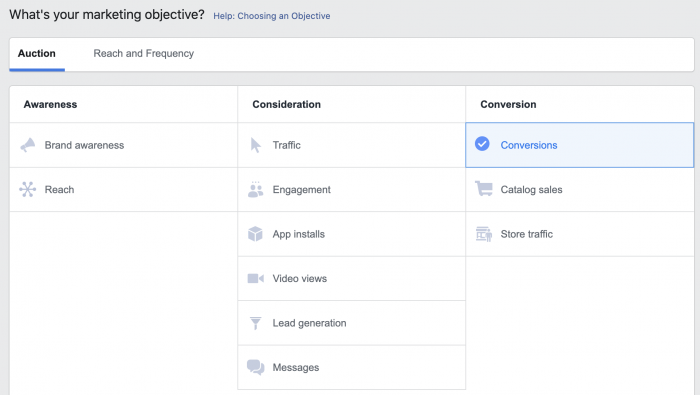 What's your marketing objective? Help: Choosing an Objective
Auction Reach and Frequency
Awareness Consideration Conversion
Brand awareness Traffic Conversions
Reach Engagement Catalog sales
App installs Store traffic
Video views
Lead generation
Messages